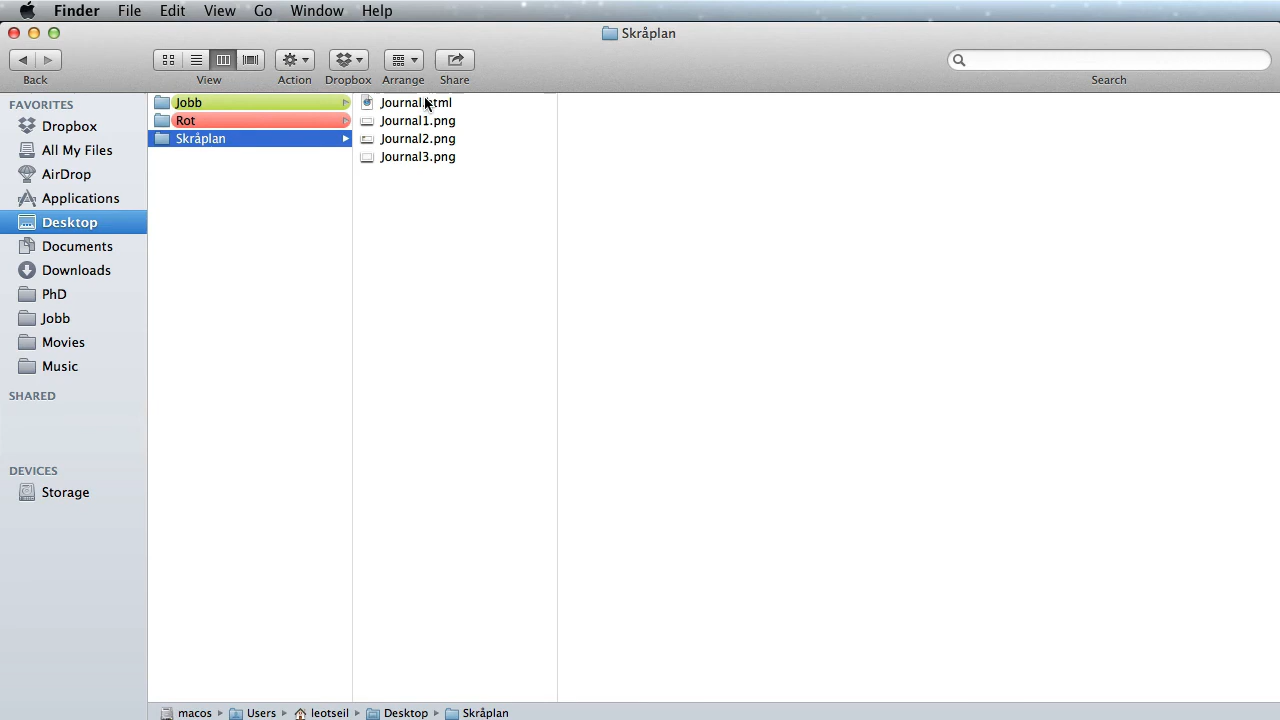 Finder File Edit View Go Window Help
Skråplan
Back View Action Dropbox Arrange Share Search
FAVORITES
Dropbox
All My Files
AirDrop
Applications
Desktop
Documents
Downloads
PhD
Jobb
Movies
Music
SHARED
DEVICES
Storage
Jobb
Rot
Skråplan
Journal1.png
Journal2.png
Journal3.png
macos Users leotseil Desktop Skråplan